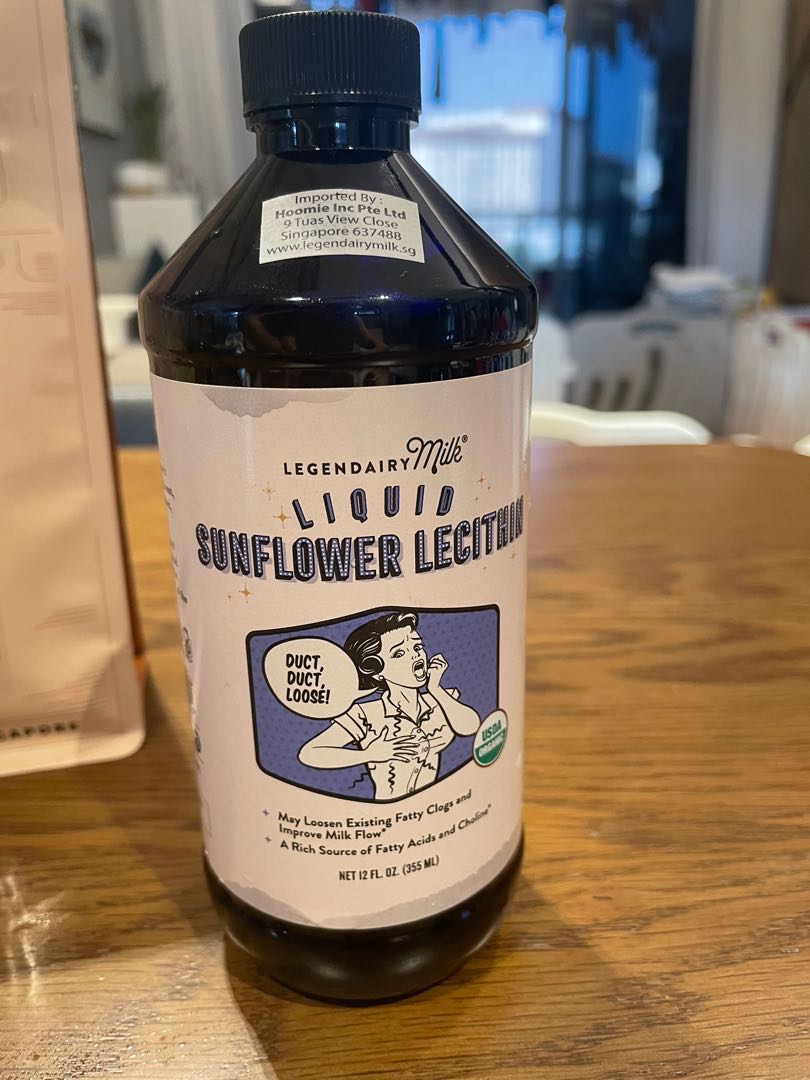 Imported By :
Hoomie Inc Pte Ltd
9 Tuas View Close
Singapore 637488
www.legendairymilk.sg
LEGENDAIRY Milk®
LIQUID
SUNFLOWER LECITHIN
DUCT,
DUCT,
LOOSE!
USDA
ORGANIC
May Loosen Existing Fatty Clogs and
Improve Milk Flow*
A Rich Source of Fatty Acids and Choline*
NET 12 FL. OZ. (355 ML)